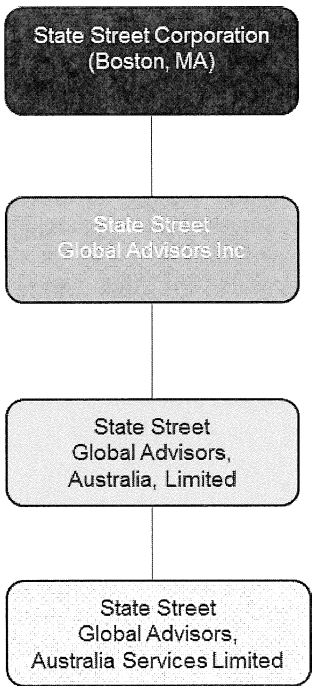 State Street Corporation
(Boston, MA)
State Street
Global Advisors Inc
State Street
Global Advisors,
Australia, Limited
State Street
Global Advisors,
Australia Services Limited